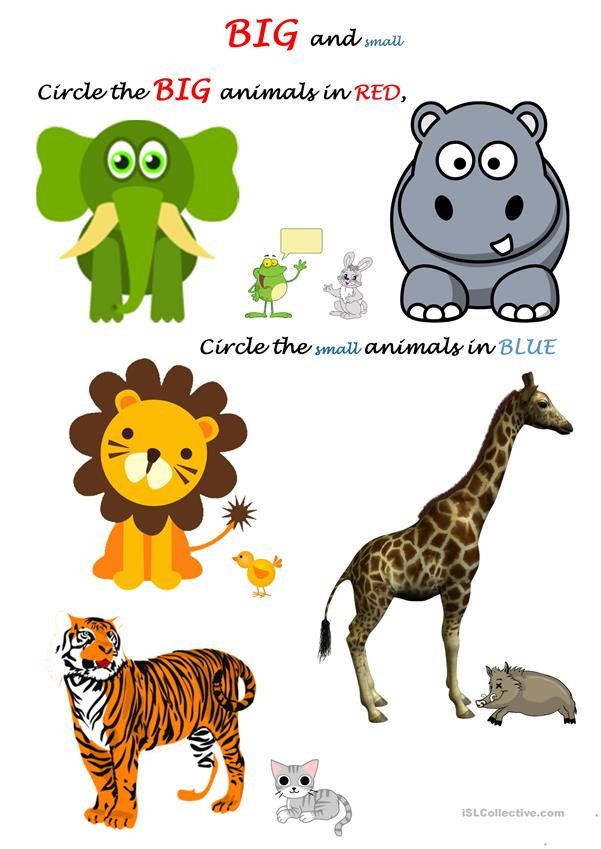 BIG and small
Circle the BIG animals in RED,
Circle the small animals in BLUE
iSLCollective.com